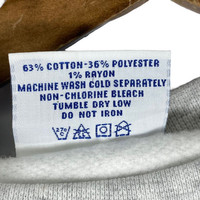 63% COTTON-36% POLYESTER
1% RAYON
MACHINE WASH COLD SEPARATELY
NON-CHLORINE BLEACH
TUMBLE DRY LOW
DO NOT IRON